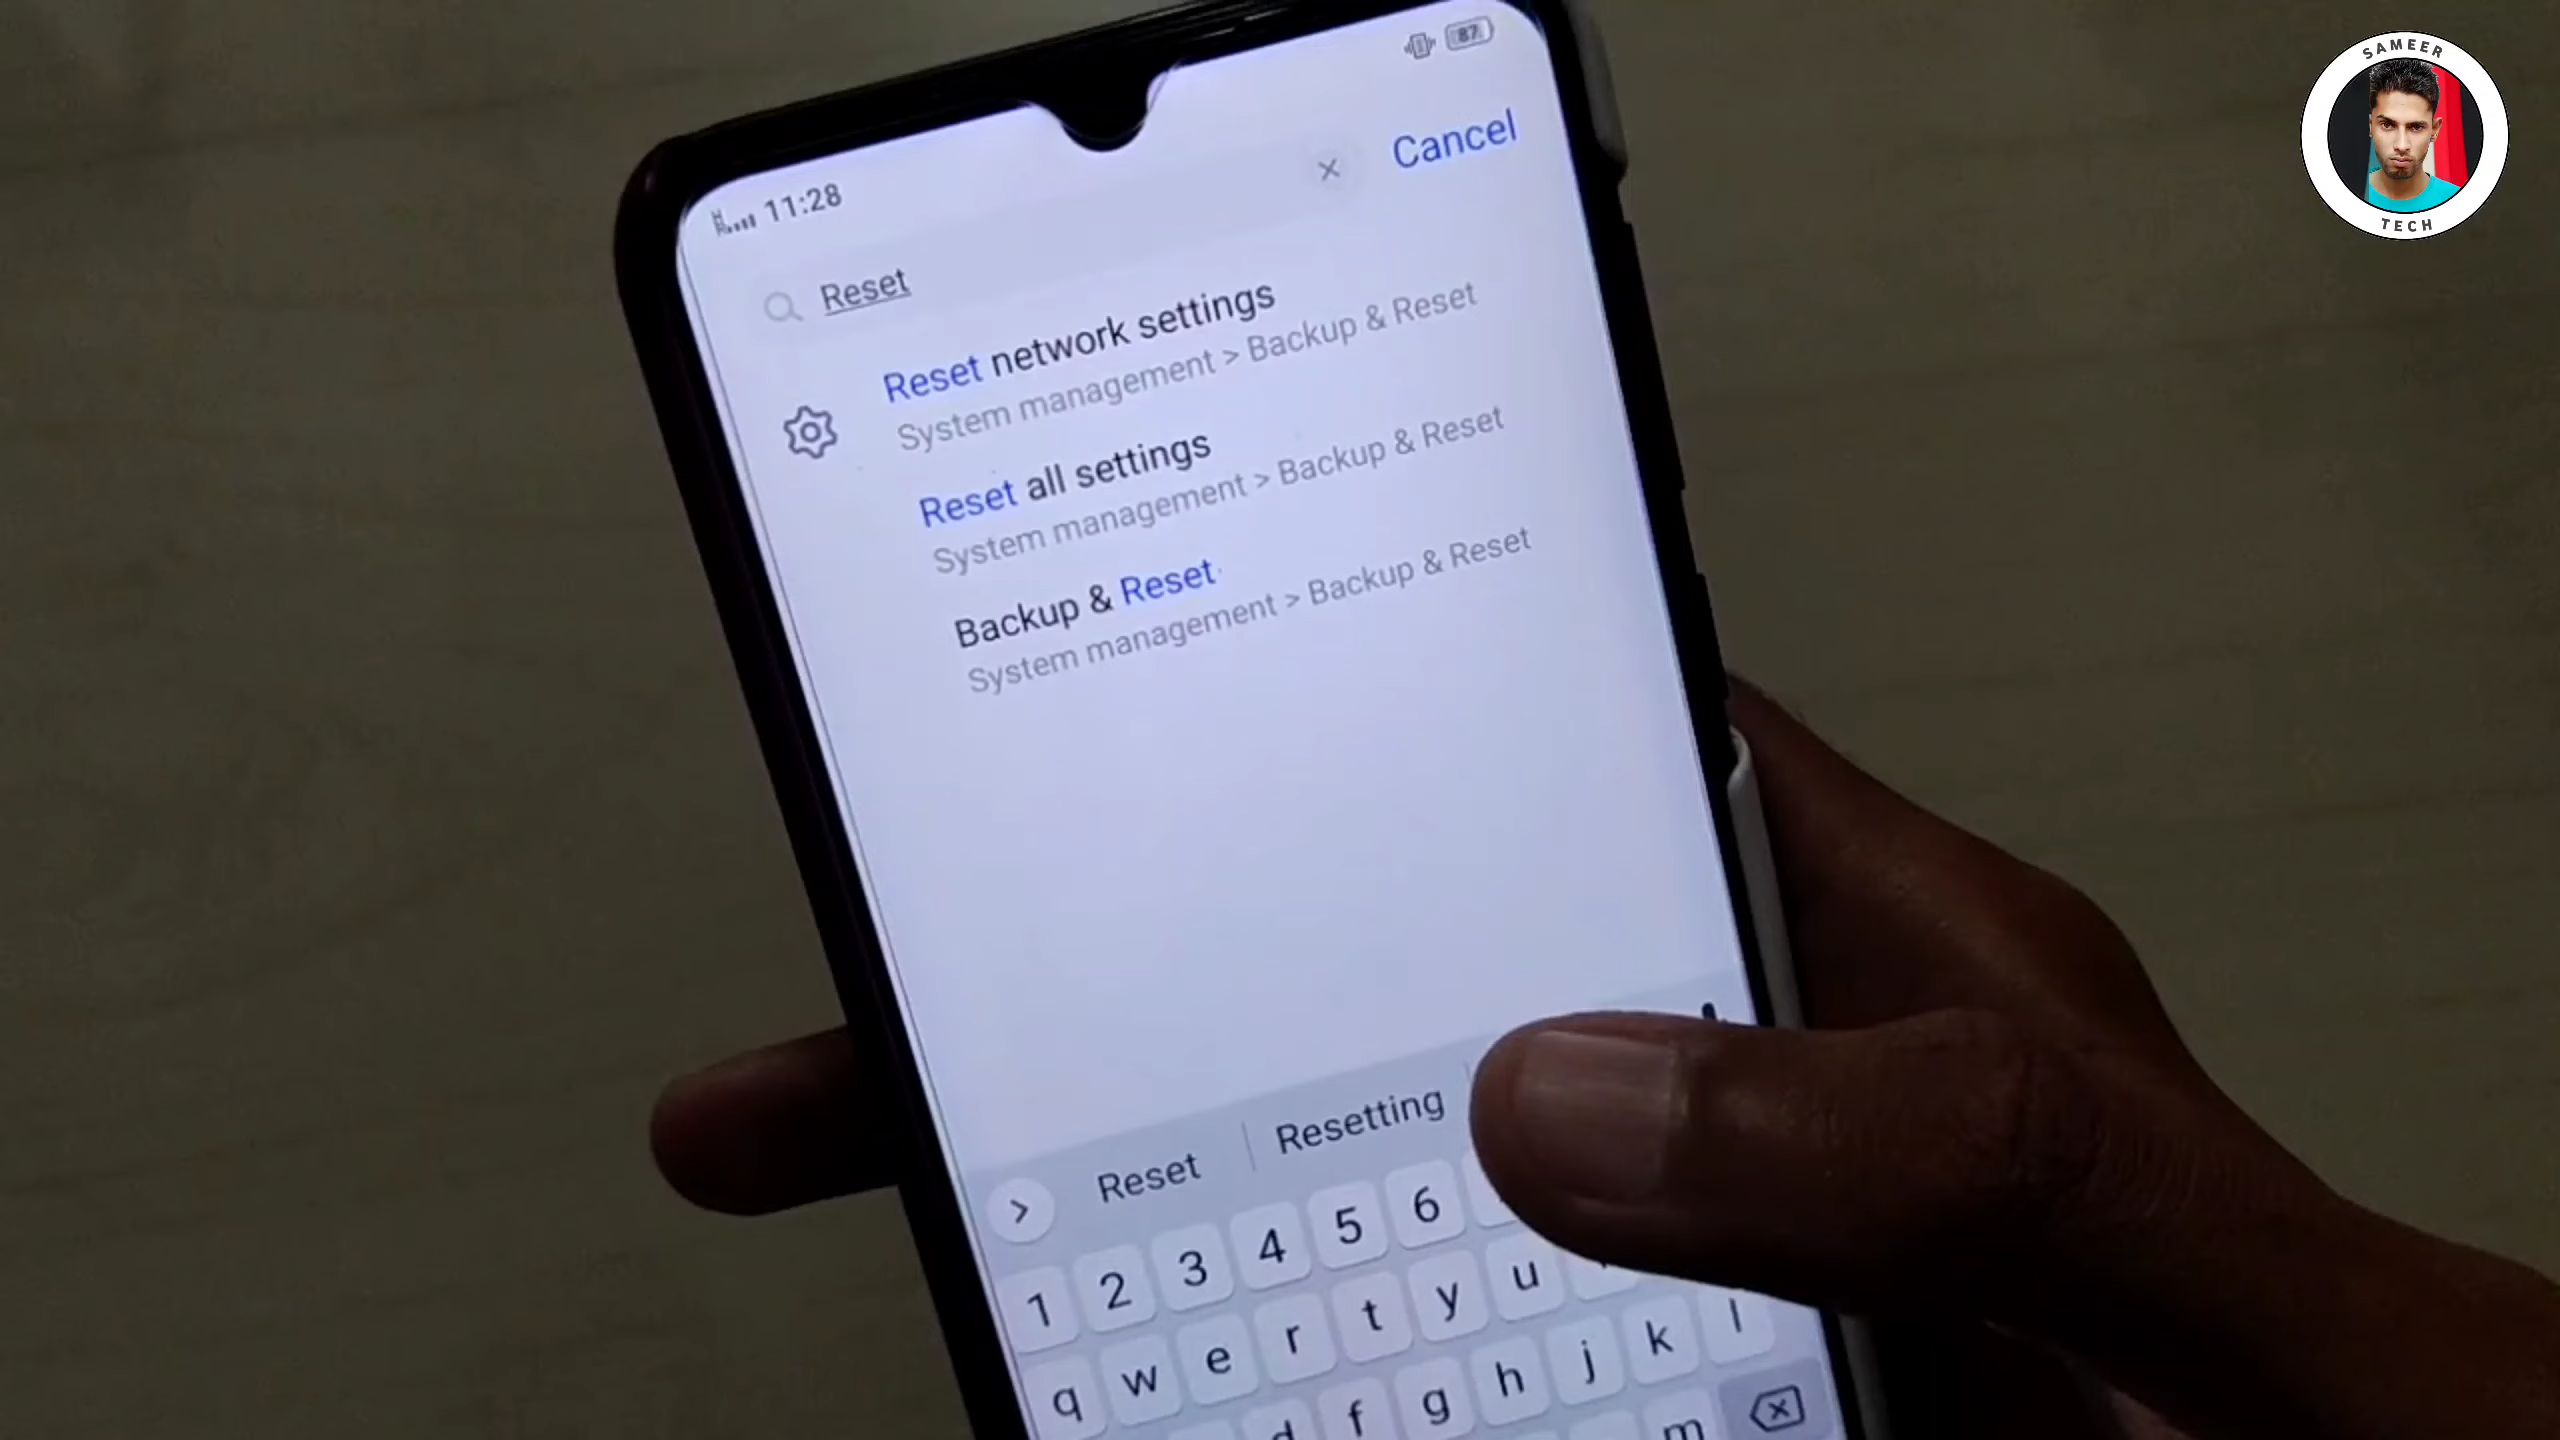 SAMEER
TECH
11:28
87
Cancel
Reset
Reset network settings
System management > Backup & Reset
Reset all settings
System management > Backup & Reset
Backup & Reset
System management > Backup & Reset
Reset
Resetting
1 2 3 4 5 6
q w e r t y u
d f g h j k l
m